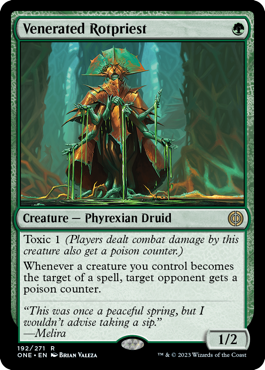 Venerated Rotpriest
Creature — Phyrexian Druid
Toxic 1 (Players dealt combat damage by this
creature also get a poison counter.)
Whenever a creature you control becomes
the target of a spell, target opponent gets a
poison counter.
“This was once a peaceful spring, but I
wouldn’t advise taking a sip.”
—Melira
1/2
192/271 R
ONE • EN Brian Valeza
™ & © 2023 Wizards of the Coast